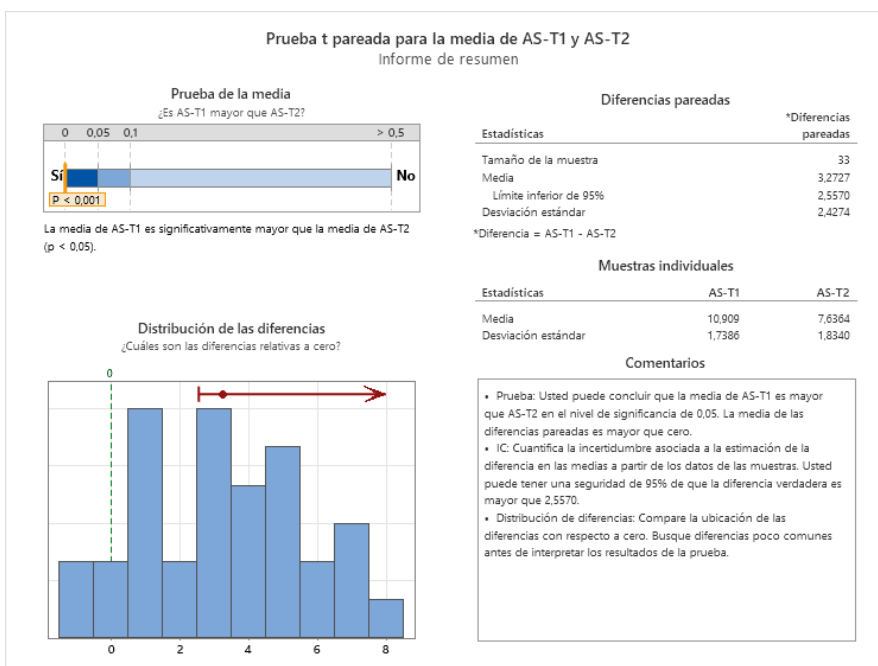 Prueba t pareada para la media de AS-T1 y AS-T2
Informe de resumen
Prueba de la media
¿Es AS-T1 mayor que AS-T2?
0 0,05 0,1 > 0,5
Sí No
P < 0,001
La media de AS-T1 es significativamente mayor que la media de AS-T2
(p < 0,05).
Diferencias pareadas
*Diferencias
Estadísticas pareadas
Tamaño de la muestra 33
Media 3,2727
Límite inferior de 95% 2,5570
Desviación estándar 2,4274
*Diferencia = AS-T1 - AS-T2
Muestras individuales
Estadísticas AS-T1 AS-T2
Media 10,909 7,6364
Desviación estándar 1,7386 1,8340
Distribución de las diferencias
¿Cuáles son las diferencias relativas a cero?
0
0 2 4 6 8
Comentarios
• Prueba: Usted puede concluir que la media de AS-T1 es mayor
que AS-T2 en el nivel de significancia de 0,05. La media de las
diferencias pareadas es mayor que cero.
• IC: Cuantifica la incertidumbre asociada a la estimación de la
diferencia en las medias a partir de los datos de las muestras. Usted
puede tener una seguridad de 95% de que la diferencia verdadera es
mayor que 2,5570.
• Distribución de diferencias: Compare la ubicación de las
diferencias con respecto a cero. Busque diferencias poco comunes
antes de interpretar los resultados de la prueba.